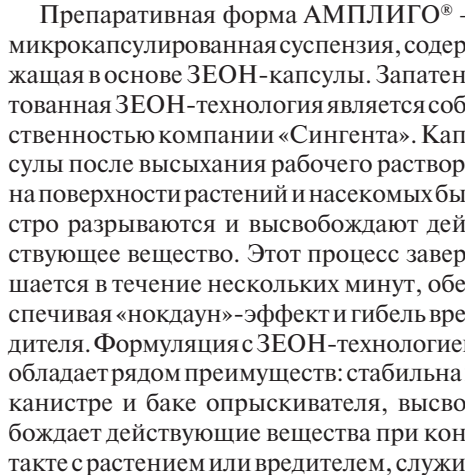 Препаративная форма АМПЛИГО® –
микрокапсулированная суспензия, содер
жащая в основе ЗЕОН-капсулы. Запатен
тованная ЗЕОН-технология является соб
ственностью компании «Сингента». Кап
сулы после высыхания рабочего раствор
на поверхности растений и насекомых бы
стро разрываются и высвобождают дей
ствующее вещество. Этот процесс завер
шается в течение нескольких минут, обе
спечивая «нокдаун»-эффект и гибель вре
дителя. Формуляция с ЗЕОН-технологией
обладает рядом преимуществ: стабильна
канистре и баке опрыскивателя, высво
бождает действующие вещества при кон
такте с растением или вредителем, служи